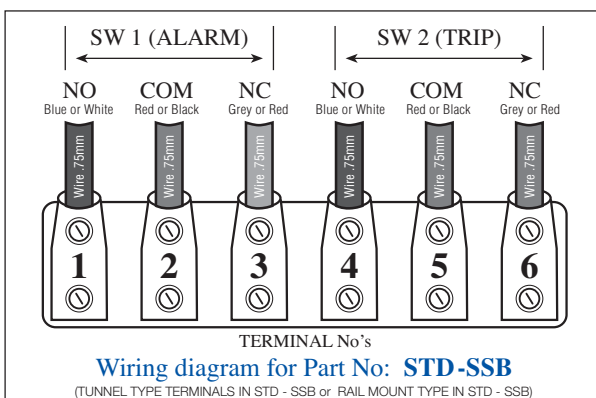 SW 1 (ALARM) SW 2 (TRIP)
NO COM NC NO COM NC
Blue or White Red or Black Grey or Red Blue or White Red or Black Grey or Red
Wire .75mm Wire .75mm Wire .75mm Wire .75mm Wire .75mm Wire .75mm
1 2 3 4 5 6
TERMINAL No's
Wiring diagram for Part No: STD-SSB
(TUNNEL TYPE TERMINALS IN STD - SSB or RAIL MOUNT TYPE IN STD - SSB)